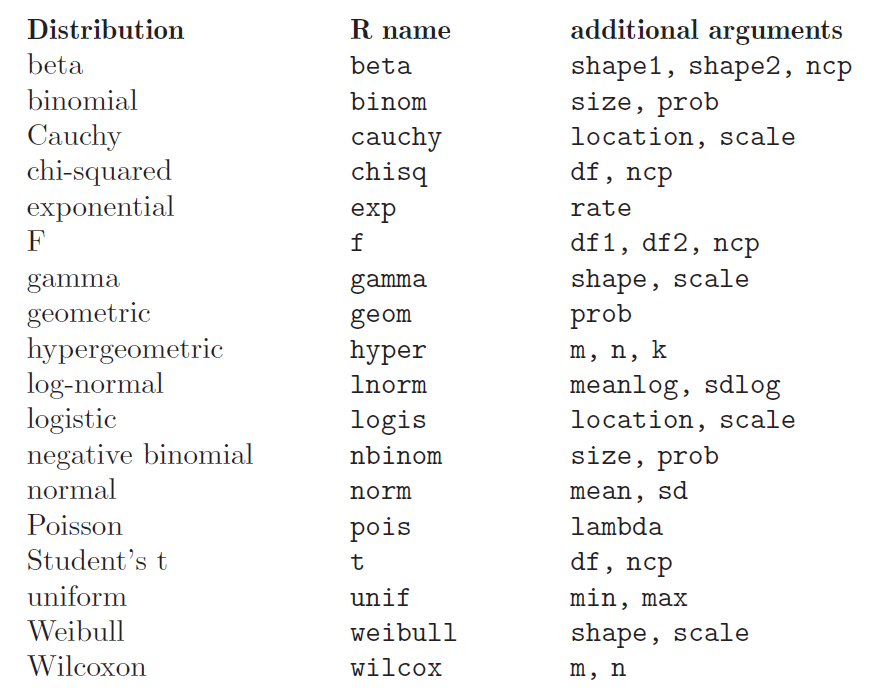 Distribution R name additional arguments
beta beta shape1, shape2, ncp
binomial binom size, prob
Cauchy cauchy location, scale
chi-squared chisq df, ncp
exponential exp rate
F f df1, df2, ncp
gamma gamma shape, scale
geometric geom prob
hypergeometric hyper m, n, k
log-normal lnorm meanlog, sdlog
logistic logis location, scale
negative binomial nbinom size, prob
normal norm mean, sd
Poisson pois lambda
Student's t t df, ncp
uniform unif min, max
Weibull weibull shape, scale
Wilcoxon wilcox m, n